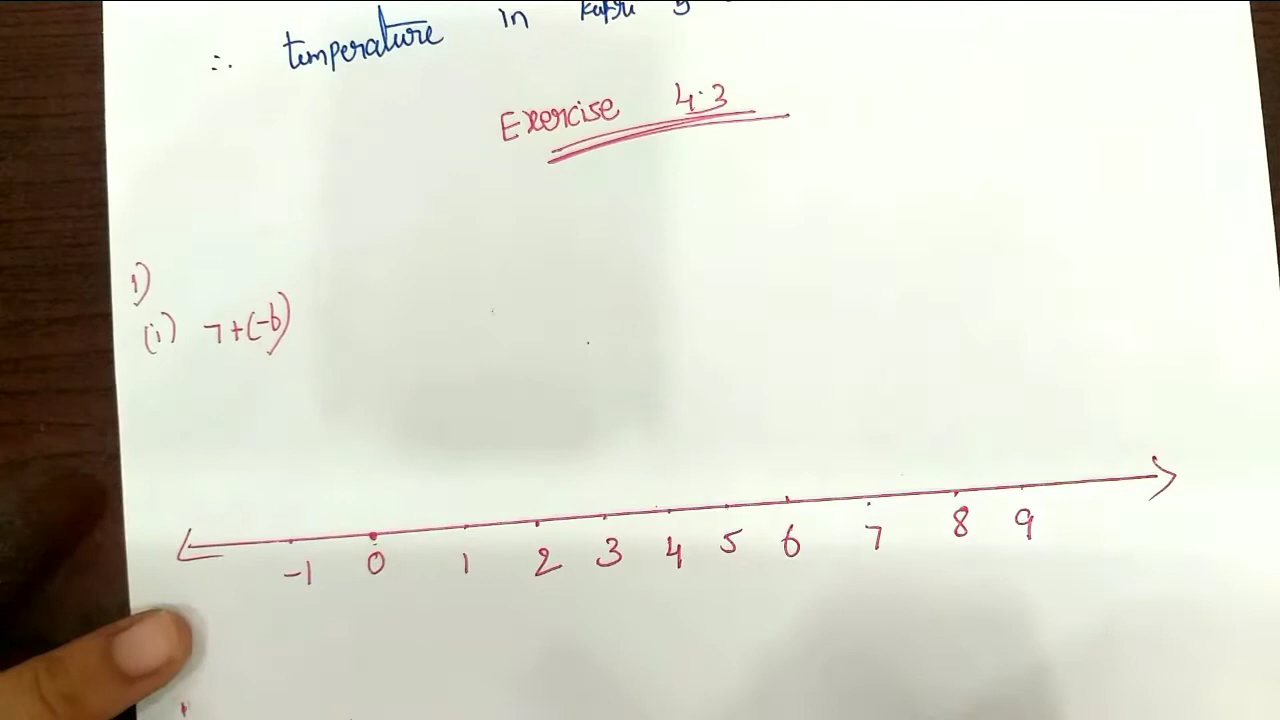 ∴ temperature in
Exercise 4.3
1)
(i) 7+(-6)
-1 0 1 2 3 4 5 6 7 8 9